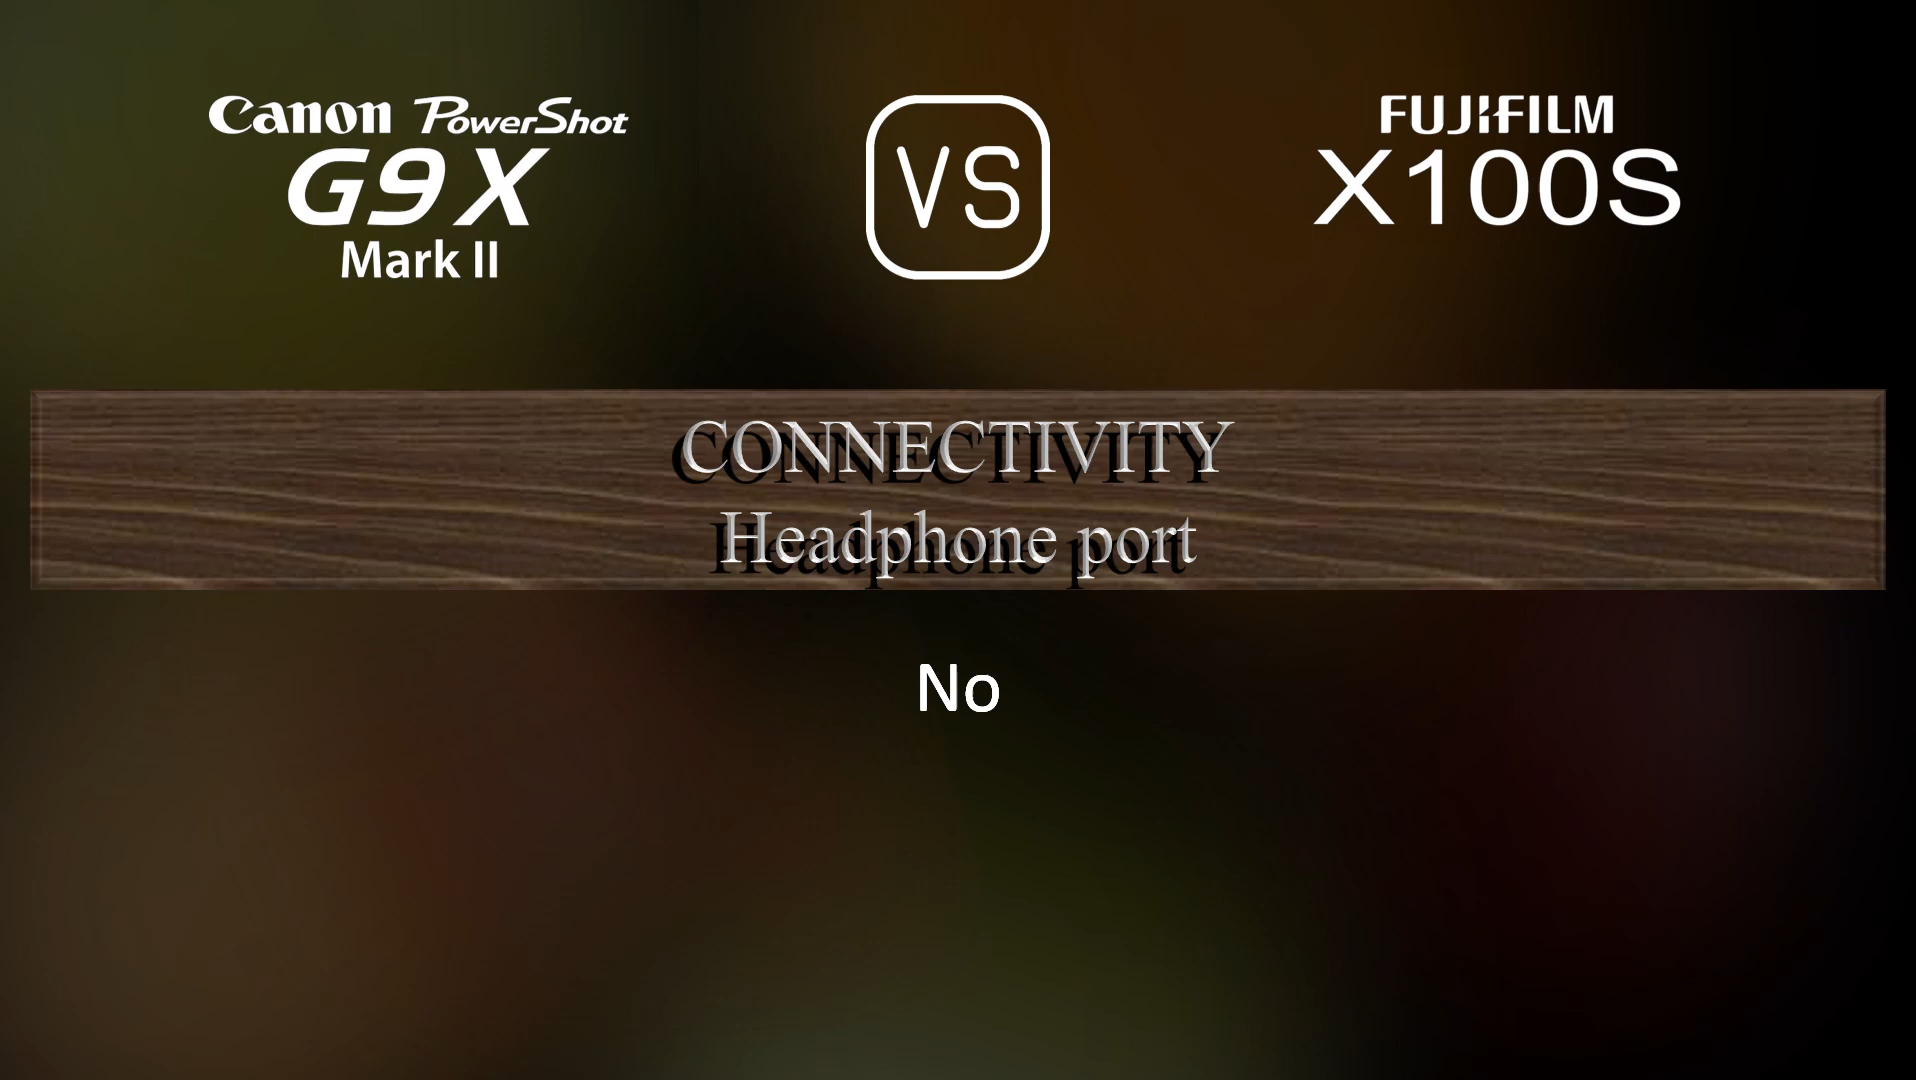 Canon PowerShot
G9 X
Mark II
VS
FUJIFILM
X100S
CONNECTIVITY
Headphone port
No